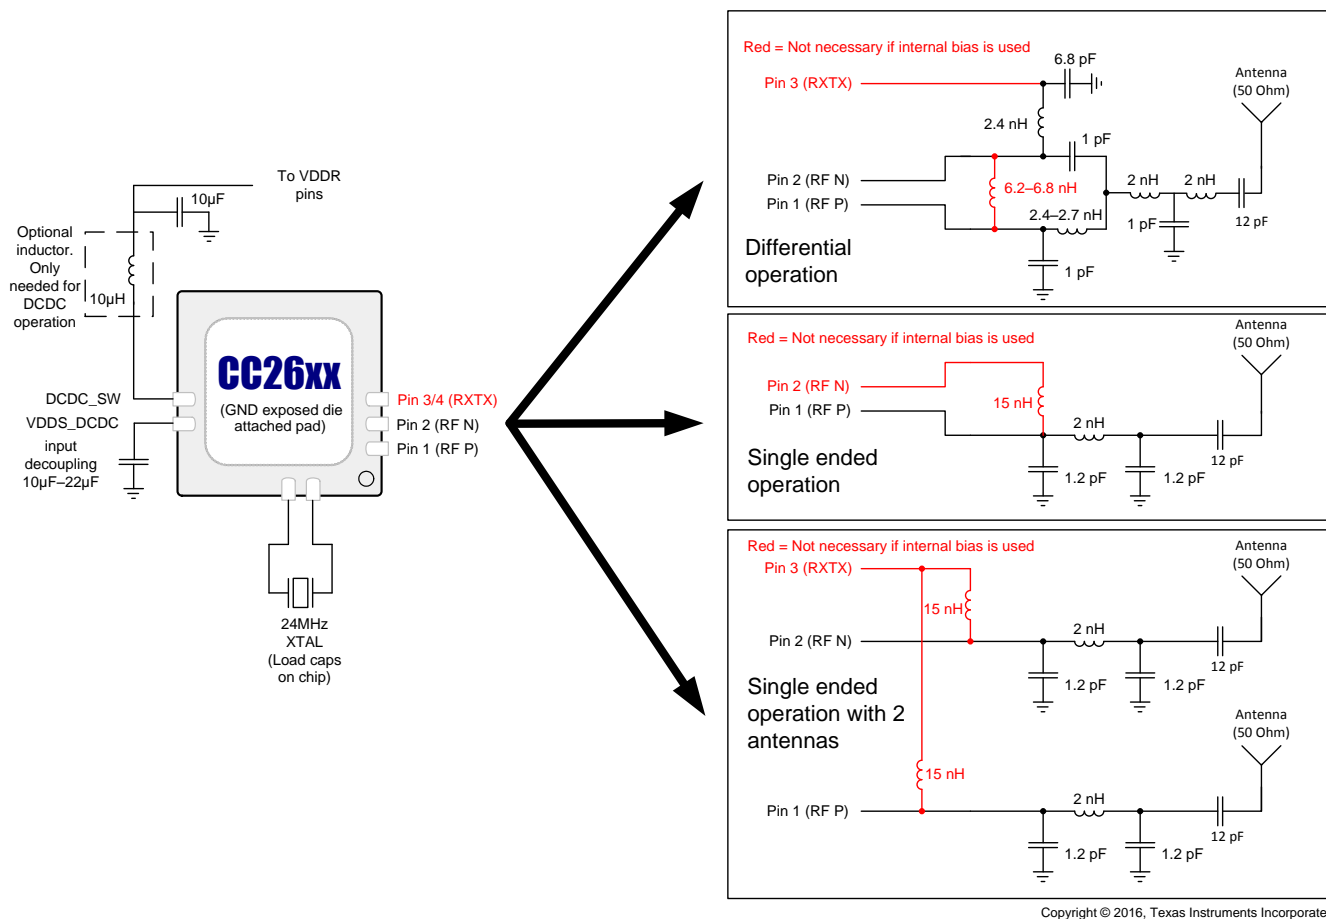 To VDDR
pins
10µF
Optional
inductor.
Only
needed for
DCDC
operation
10µH
CC26xx
(GND exposed die
attached pad)
DCDC_SW
VDDS_DCDC
input
decoupling
10µF–22µF
Pin 3/4 (RXTX)
Pin 2 (RF N)
Pin 1 (RF P)
24MHz
XTAL
(Load caps
on chip)
Red = Not necessary if internal bias is used
6.8 pF
Pin 3 (RXTX)
Antenna
(50 Ohm)
2.4 nH
1 pF
Pin 2 (RF N)
6.2–6.8 nH
2 nH
2 nH
Pin 1 (RF P)
2.4–2.7 nH
1 pF
12 pF
Differential
operation
1 pF
Red = Not necessary if internal bias is used
Antenna
(50 Ohm)
Pin 2 (RF N)
15 nH
Pin 1 (RF P)
2 nH
12 pF
Single ended
operation
1.2 pF
1.2 pF
Red = Not necessary if internal bias is used
Antenna
(50 Ohm)
Pin 3 (RXTX)
15 nH
2 nH
Pin 2 (RF N)
12 pF
1.2 pF
1.2 pF
Single ended
operation with 2
antennas
Antenna
(50 Ohm)
15 nH
2 nH
Pin 1 (RF P)
12 pF
1.2 pF
1.2 pF
Copyright © 2016, Texas Instruments Incorporate